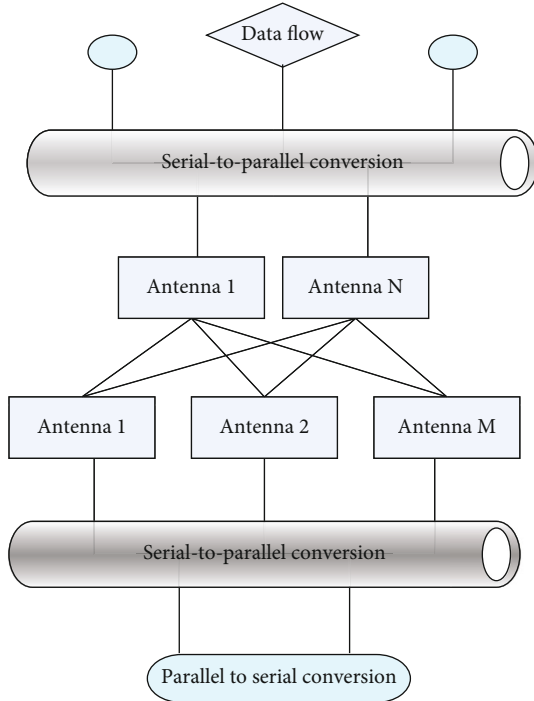 Data flow
Serial-to-parallel conversion
Antenna 1
Antenna N
Antenna 1
Antenna 2
Antenna M
Serial-to-parallel conversion
Parallel to serial conversion